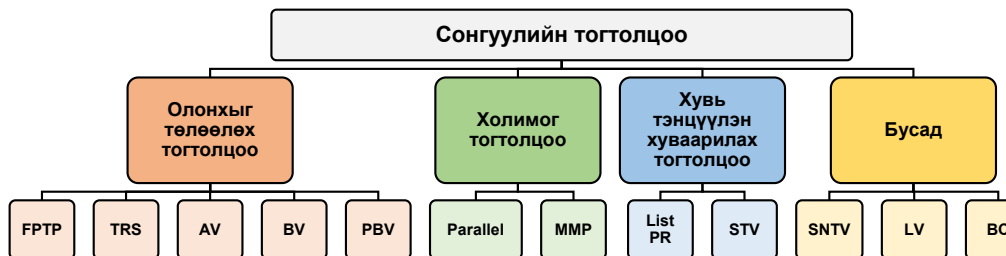 Сонгуулийн тогтолцоо
Олонхыг
төлөөлөх
тогтолцоо
Холимог
тогтолцоо
Хувь
тэнцүүлэн
хуваарилах
тогтолцоо
Бусад
FPTP
TRS
AV
BV
PBV
Parallel
MMP
List
PR
STV
SNTV
LV